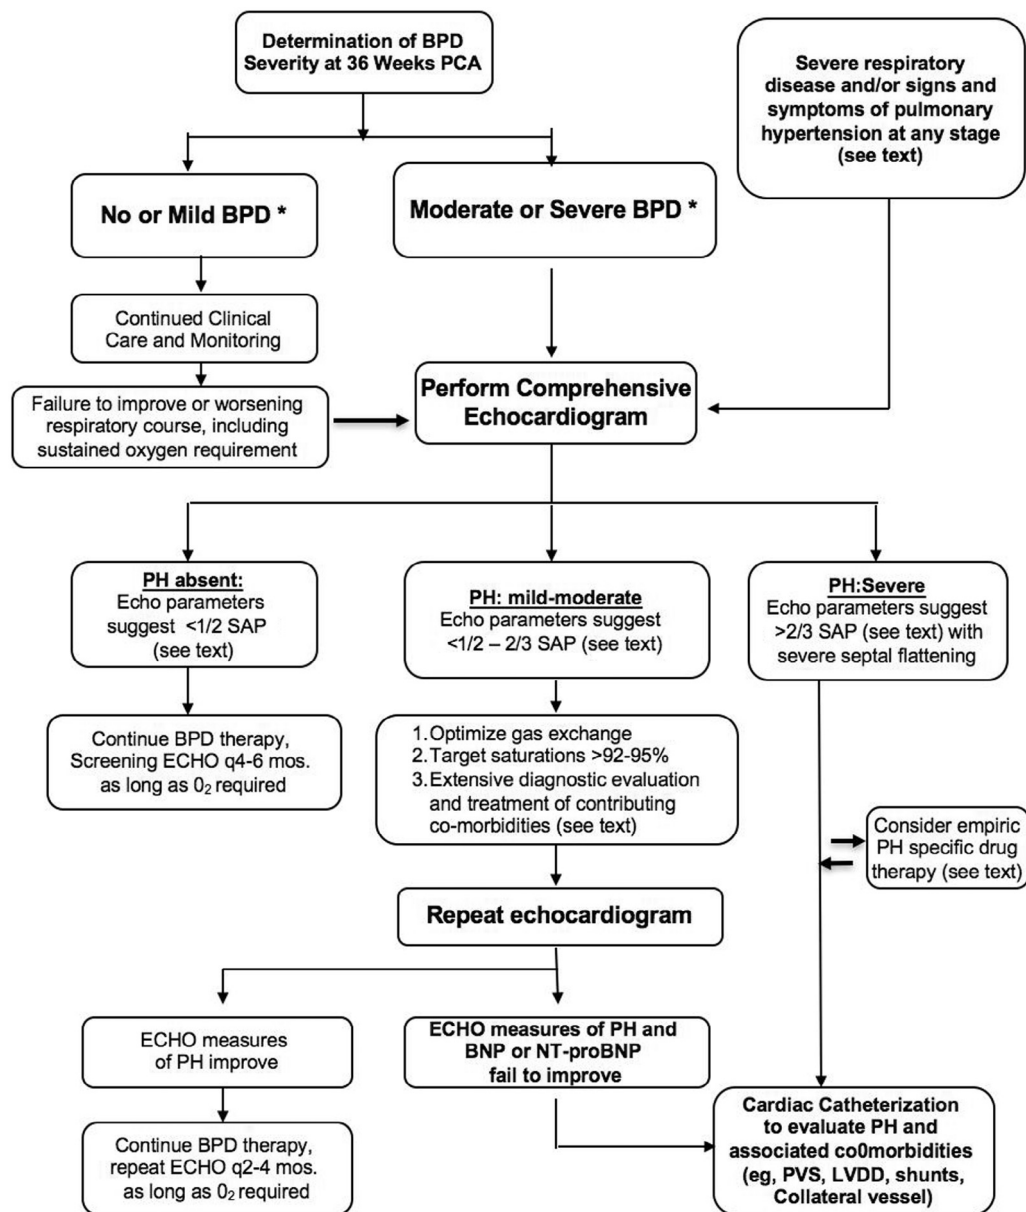 Determination of BPD
Severity at 36 Weeks PCA
Severe respiratory
disease and/or signs and
symptoms of pulmonary
hypertension at any stage
(see text)
No or Mild BPD *
Moderate or Severe BPD *
Continued Clinical
Care and Monitoring
Failure to improve or worsening
respiratory course, including
sustained oxygen requirement
Perform Comprehensive
Echocardiogram
PH absent:
Echo parameters
suggest <1/2 SAP
(see text)
PH: mild-moderate
Echo parameters suggest
<1/2 – 2/3 SAP (see text)
PH:Severe
Echo parameters suggest
>2/3 SAP (see text) with
severe septal flattening
Continue BPD therapy,
Screening ECHO q4-6 mos.
as long as 0₂ required
1. Optimize gas exchange
2. Target saturations >92-95%
3. Extensive diagnostic evaluation
and treatment of contributing
co-morbidities (see text)
Consider empiric
PH specific drug
therapy (see text)
Repeat echocardiogram
ECHO measures
of PH improve
ECHO measures of PH and
BNP or NT-proBNP
fail to improve
Continue BPD therapy,
repeat ECHO q2-4 mos.
as long as 0₂ required
Cardiac Catheterization
to evaluate PH and
associated co0morbidities
(eg, PVS, LVDD, shunts,
Collateral vessel)